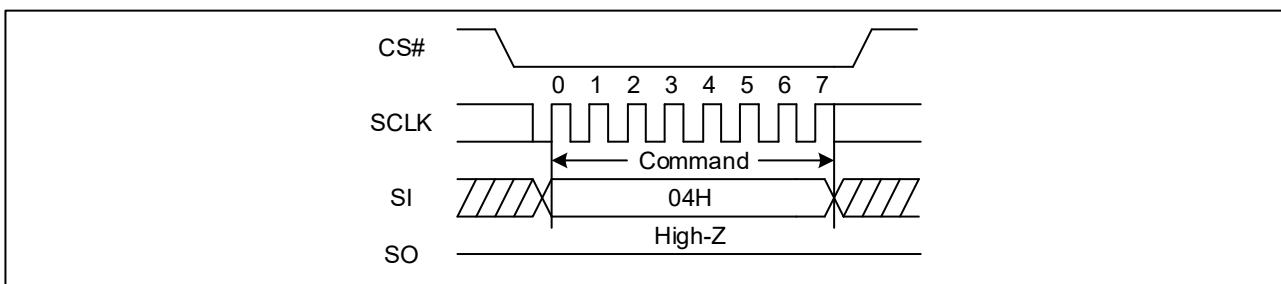 CS#
0 1 2 3 4 5 6 7
SCLK
Command
SI
04H
High-Z
SO